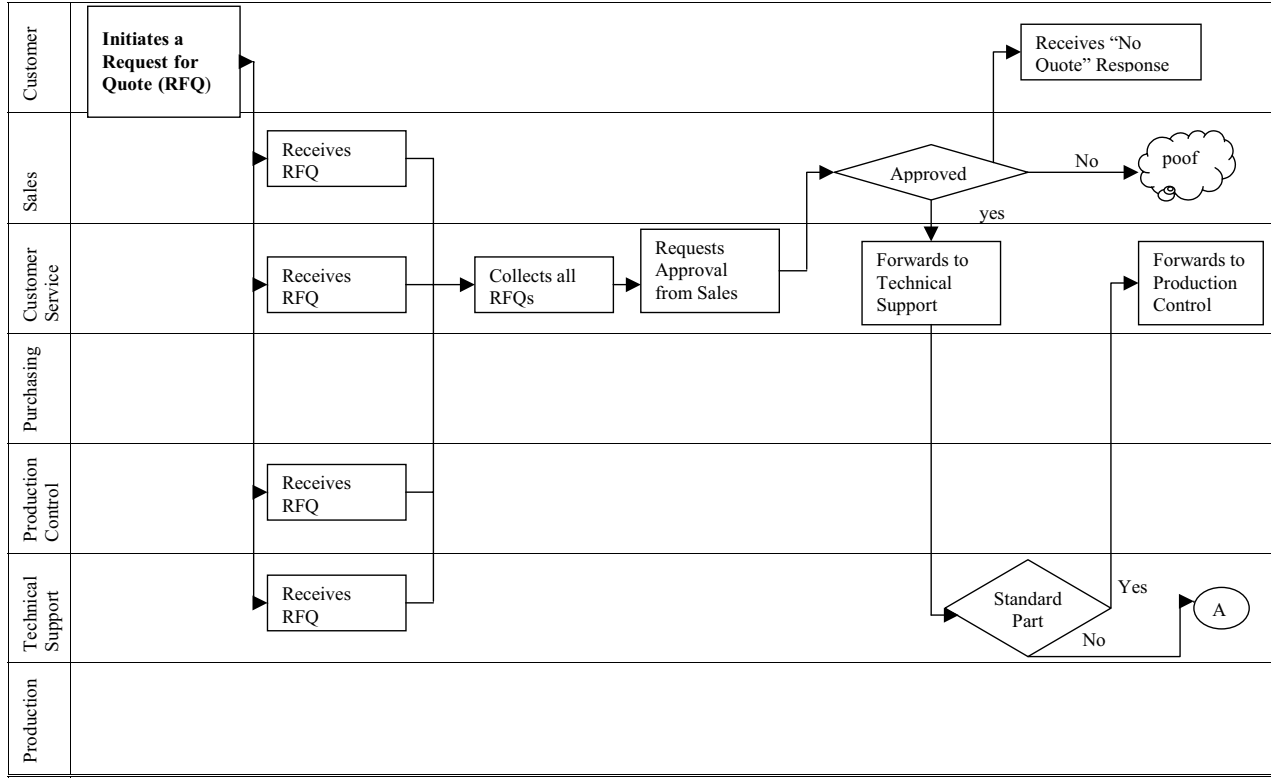 Customer
Initiates a
Request for
Quote (RFQ)
Receives “No
Quote” Response
Sales
Receives
RFQ
Approved
No
poof
yes
Customer
Service
Receives
RFQ
Collects all
RFQs
Requests
Approval
from Sales
Forwards to
Technical
Support
Forwards to
Production
Control
Purchasing
Production
Control
Receives
RFQ
Technical
Support
Receives
RFQ
Standard
Part
Yes
No
A
Production